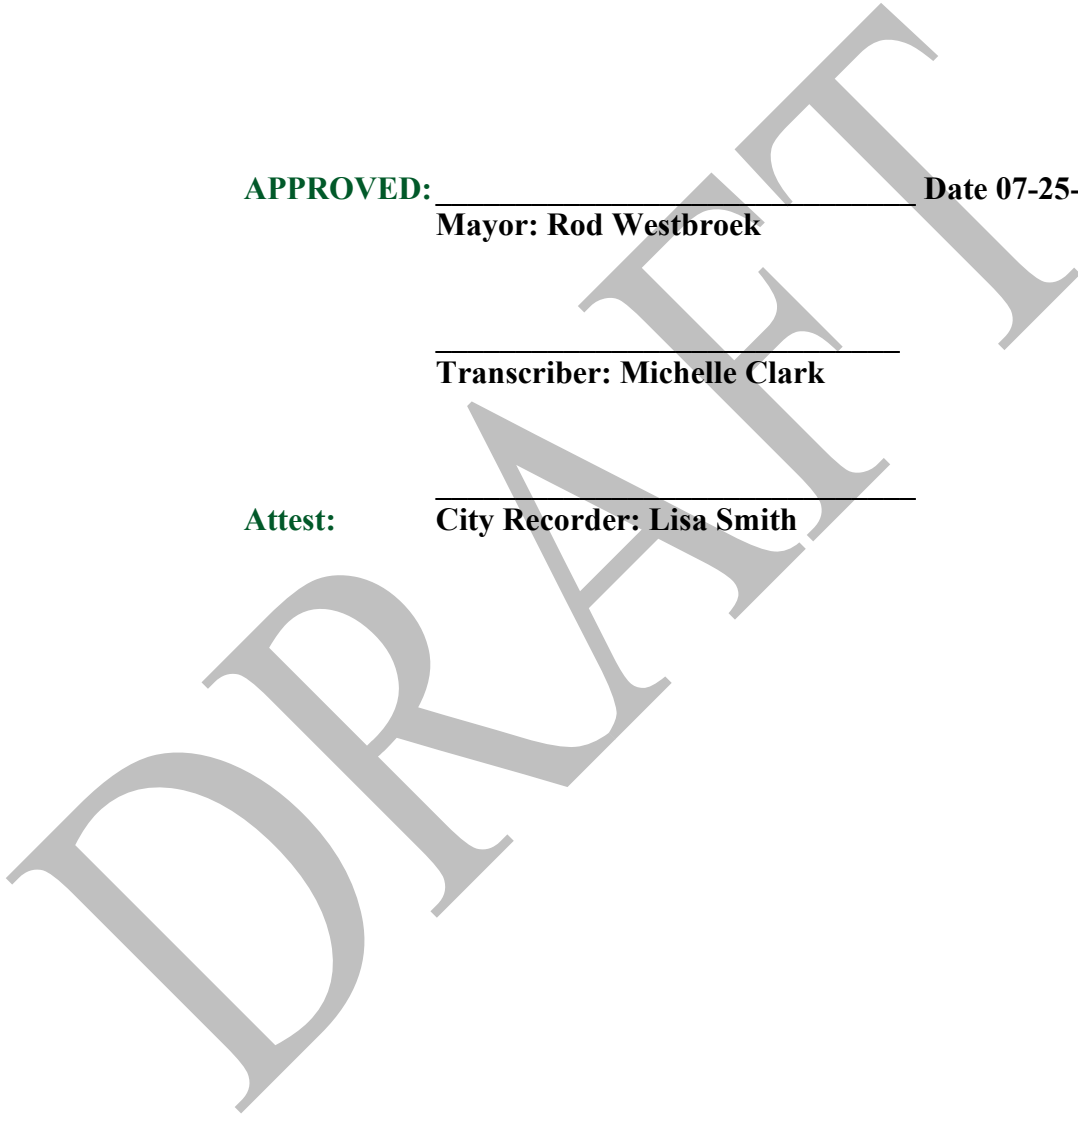 APPROVED: Date 07-25-
Mayor: Rod Westbroek
Transcriber: Michelle Clark
Attest: City Recorder: Lisa Smith
DRAFT